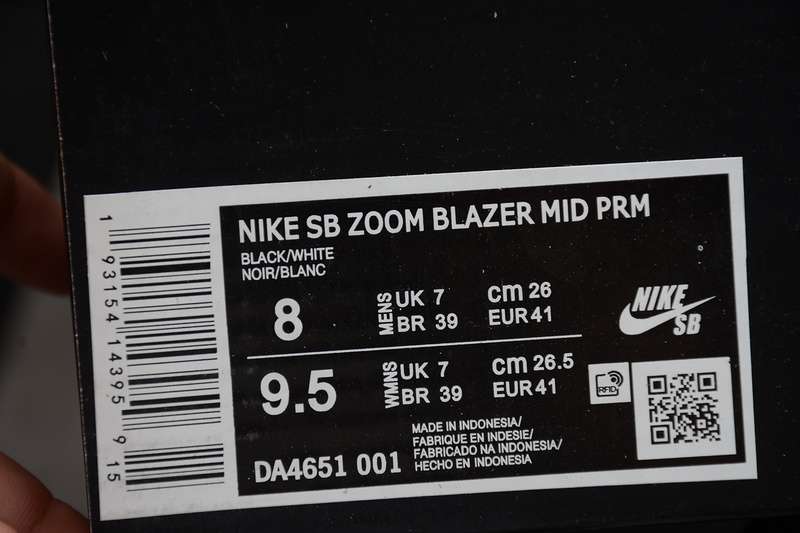 1 93154 14395 9 15
NIKE SB ZOOM BLAZER MID PRM
BLACK/WHITE
NOIR/BLANC
8
MENS
UK 7
cm 26
BR 39
EUR 41
9.5
WMNS
UK 7
cm 26.5
BR 39
EUR 41
NIKE
SB
RFID
DA4651 001
MADE IN INDONESIA/
FABRIQUE EN INDESIE/
FABRICADO NA INDONESIA/
HECHO EN INDONESIA